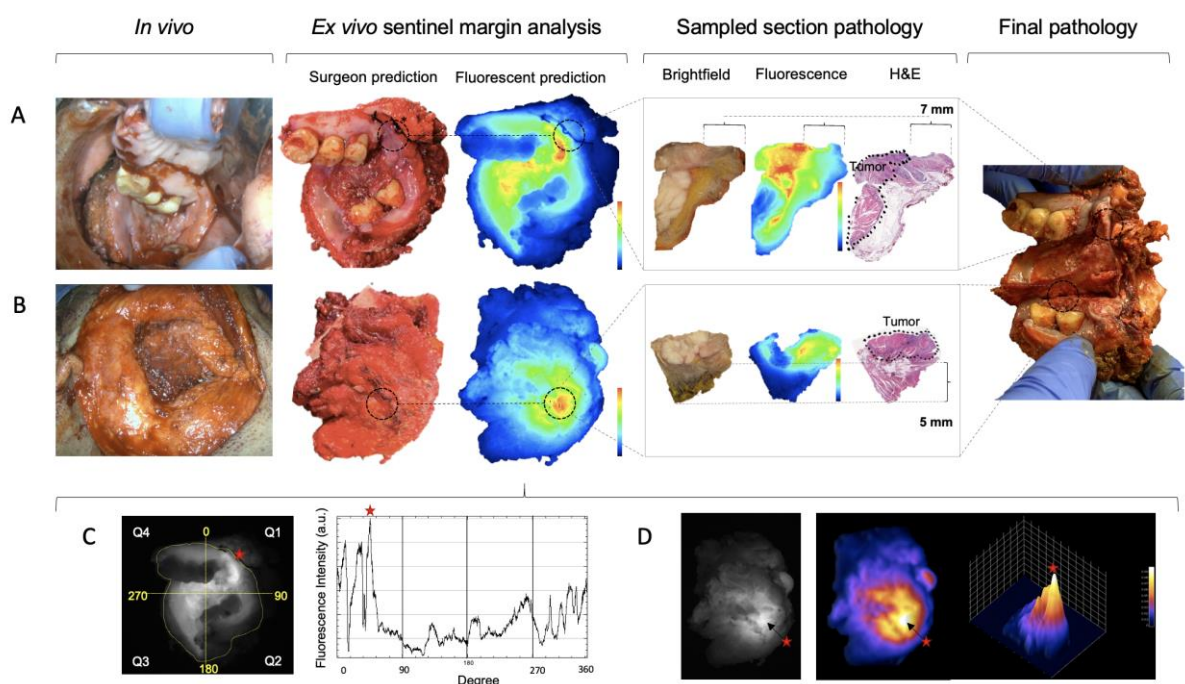 In vivo
Ex vivo sentinel margin analysis
Sampled section pathology
Final pathology
Surgeon prediction
Fluorescent prediction
Brightfield
Fluorescence
H&E
A
7 mm
Tumor
B
Tumor
5 mm
C
Q4
0
Q1
270
90
Q3
180
Q2
Fluorescence Intensity (a.u.)
0
90
180
270
360
Degree
D